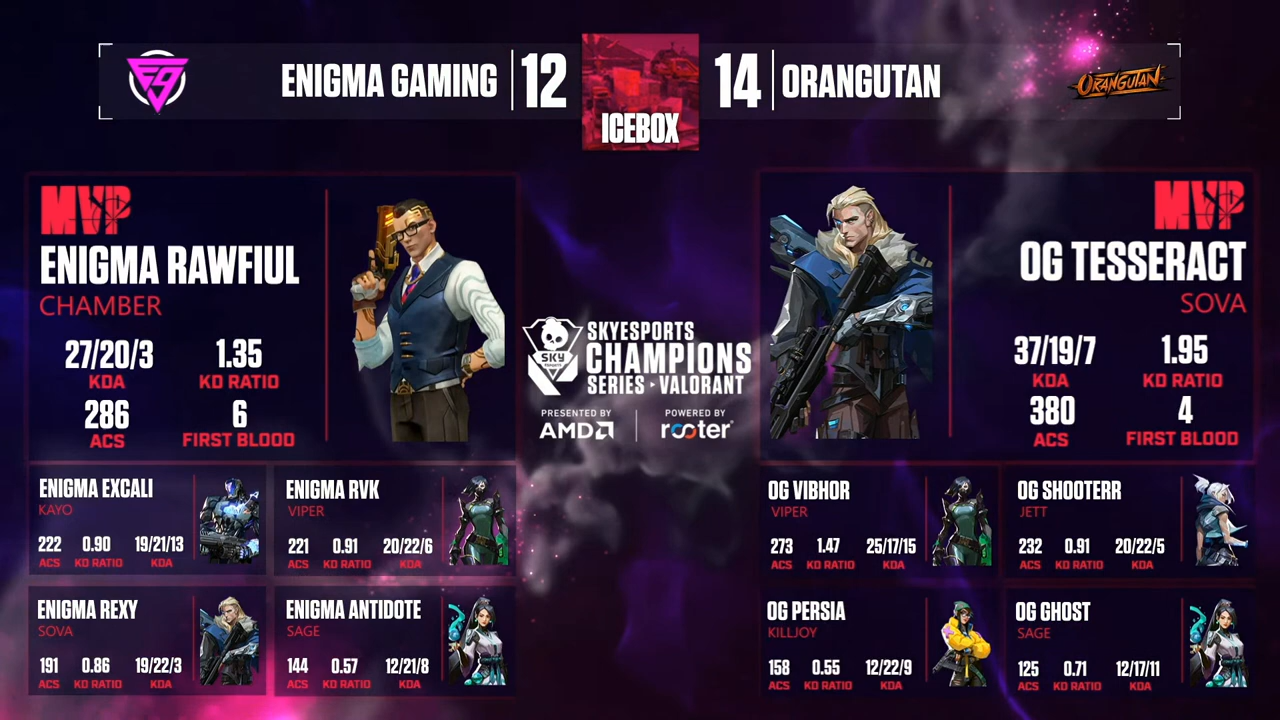 ENIGMA GAMING 12
14 ORANGUTAN
ORANGUTAN
ICEBOX
MVP
ENIGMA RAWFIUL
CHAMBER
27/20/3 1.35
KDA KD RATIO
286 6
ACS FIRST BLOOD
SKY
ESPORTS
SKYESPORTS
CHAMPIONS
SERIES VALORANT
PRESENTED BY POWERED BY
AMD rooter
MVP
OG TESSERACT
SOVA
37/19/7 1.95
KDA KD RATIO
380 4
ACS FIRST BLOOD
ENIGMA EXCALI
KAYO
222 0.90 19/21/13
ACS KD RATIO KDA
ENIGMA RVK
VIPER
221 0.91 20/22/6
ACS KD RATIO KDA
OG VIBHOR
VIPER
273 1.47 25/17/15
ACS KD RATIO KDA
OG SHOOTERR
JETT
232 0.91 20/22/5
ACS KD RATIO KDA
ENIGMA REXY
SOVA
191 0.86 19/22/3
ACS KD RATIO KDA
ENIGMA ANTIDOTE
SAGE
144 0.57 12/21/8
ACS KD RATIO KDA
OG PERSIA
KILLJOY
158 0.55 12/22/9
ACS KD RATIO KDA
OG GHOST
SAGE
125 0.71 12/17/11
ACS KD RATIO KDA